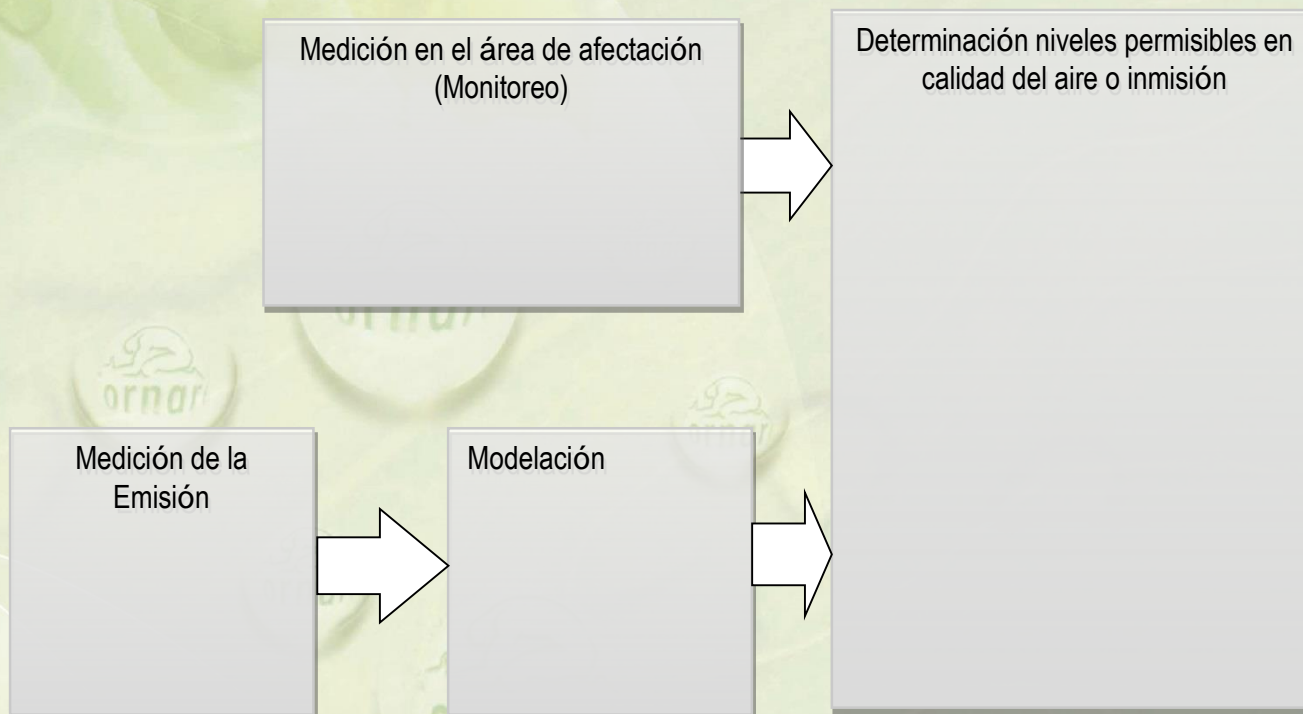 Medición en el área de afectación
(Monitoreo)
Determinación niveles permisibles en
calidad del aire o inmisión
Medición de la
Emisión
Modelación